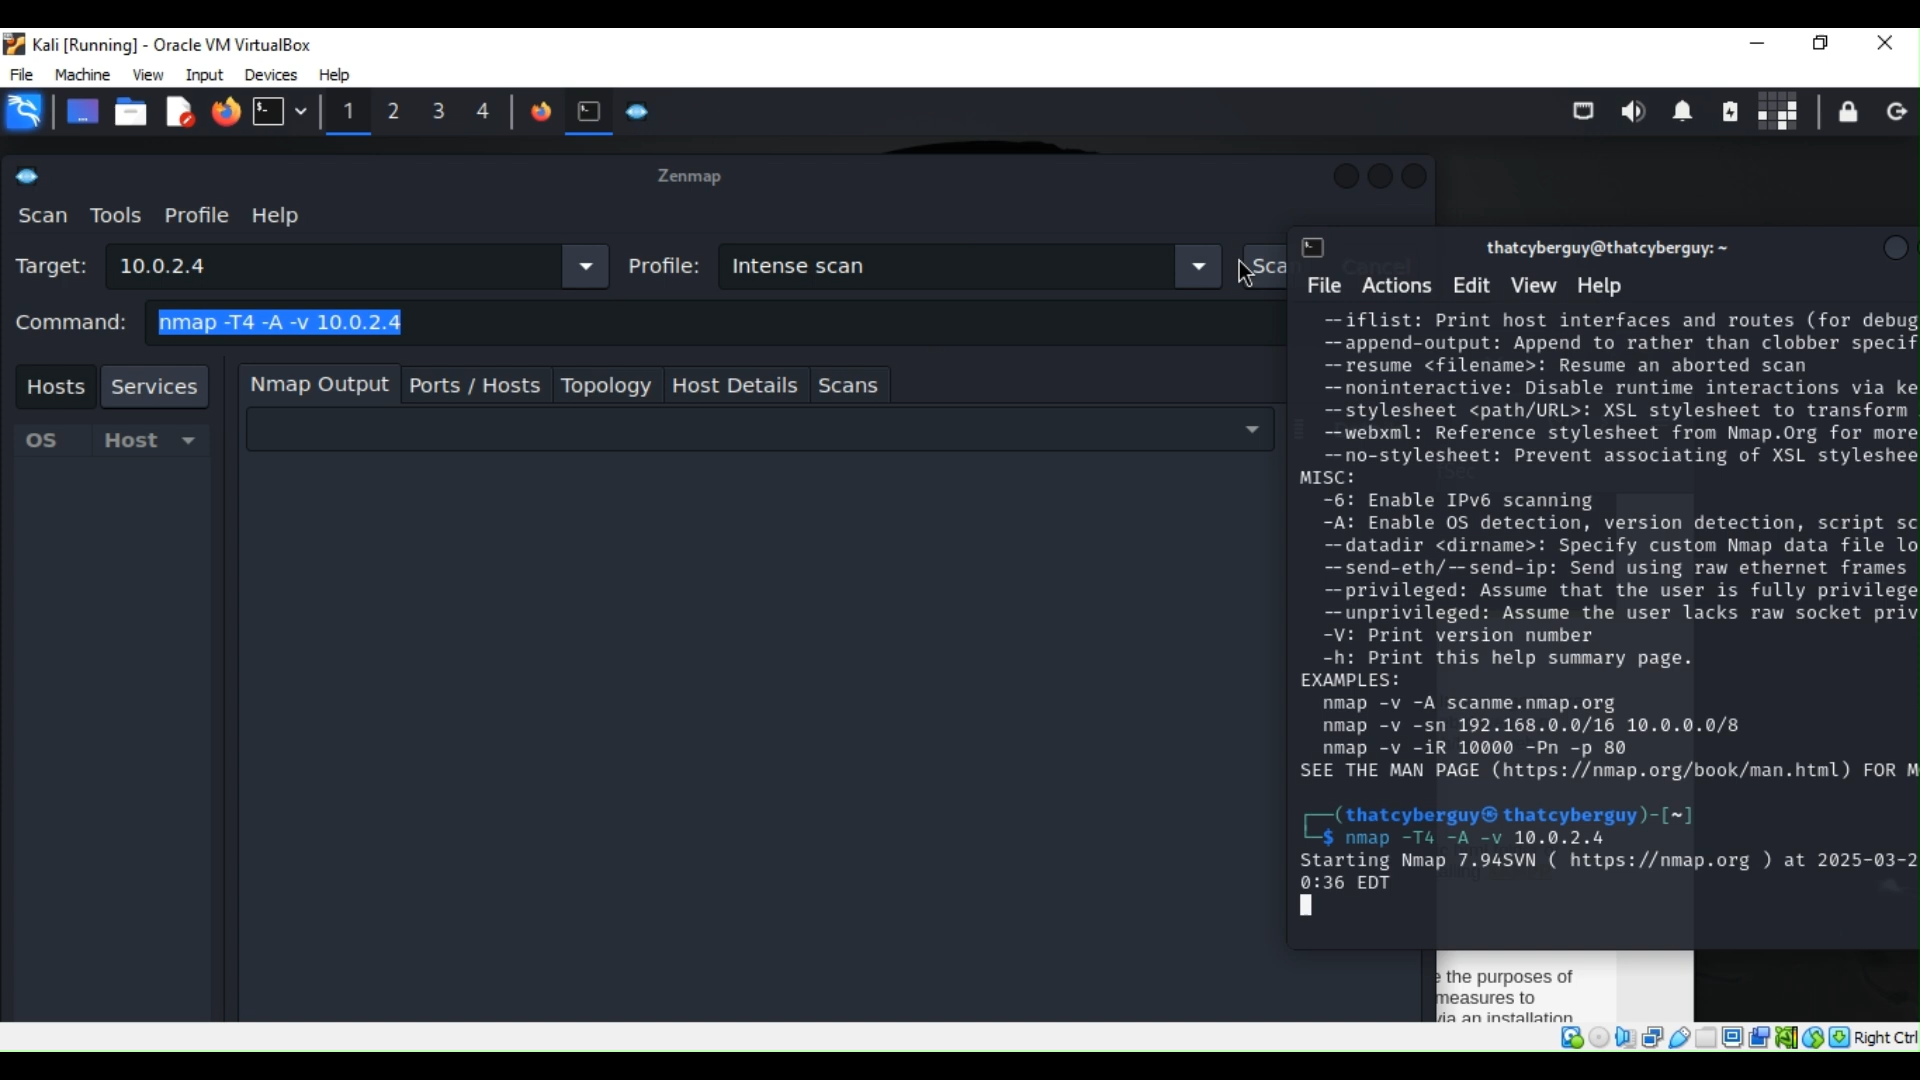 Kali [Running] - Oracle VM VirtualBox
File Machine View Input Devices Help
1 2 3 4
Zenmap
Scan Tools Profile Help
Target: 10.0.2.4 Profile: Intense scan Scan Cancel
Command: nmap -T4 -A -v 10.0.2.4
Hosts Services
Nmap Output Ports / Hosts Topology Host Details Scans
OS Host
thatcyberguy@thatcyberguy: ~
File Actions Edit View Help
--iflist: Print host interfaces and routes (for debug
--append-output: Append to rather than clobber specif
--resume <filename>: Resume an aborted scan
--noninteractive: Disable runtime interactions via ke
--stylesheet <path/URL>: XSL stylesheet to transform
--webxml: Reference stylesheet from Nmap.Org for more
--no-stylesheet: Prevent associating of XSL styleshee
MISC:
-6: Enable IPv6 scanning
-A: Enable OS detection, version detection, script sc
--datadir <dirname>: Specify custom Nmap data file lo
--send-eth/--send-ip: Send using raw ethernet frames
--privileged: Assume that the user is fully privilege
--unprivileged: Assume the user lacks raw socket priv
-V: Print version number
-h: Print this help summary page.
EXAMPLES:
nmap -v -A scanme.nmap.org
nmap -v -sn 192.168.0.0/16 10.0.0.0/8
nmap -v -iR 10000 -Pn -p 80
SEE THE MAN PAGE (https://nmap.org/book/man.html) FOR M
(thatcyberguy㉿thatcyberguy)-[~]
$ nmap -T4 -A -v 10.0.2.4
Starting Nmap 7.94SVN ( https://nmap.org ) at 2025-03-2
0:36 EDT
e the purposes of
measures to
via an installation
Right Ctrl